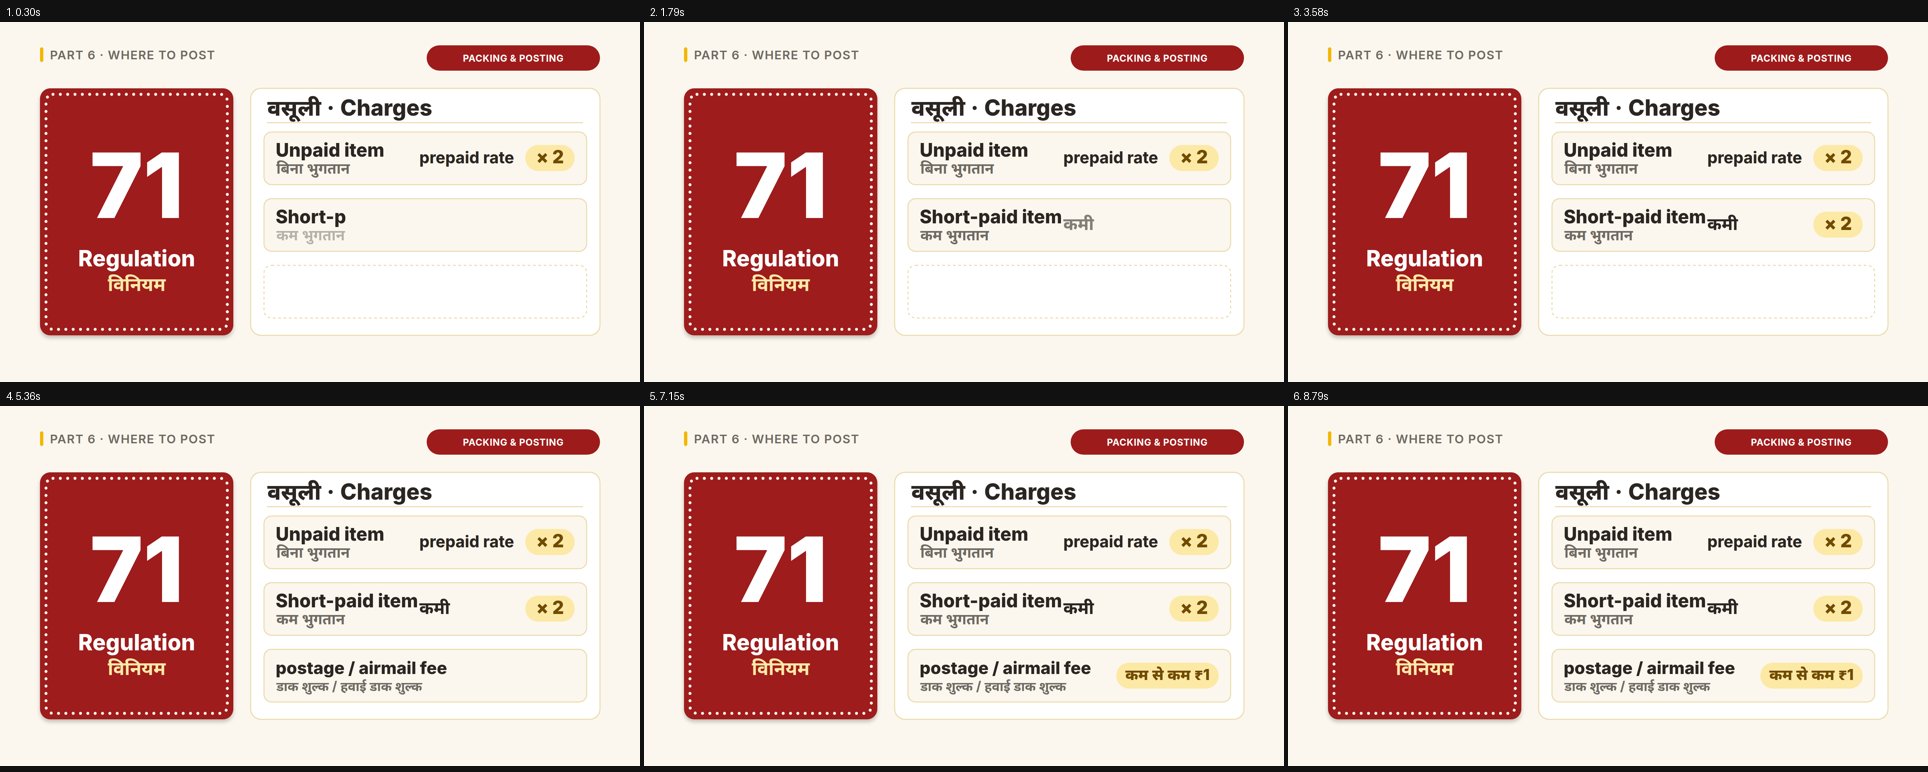 1. 0.30s
PART 6 · WHERE TO POST
PACKING & POSTING
71
Regulation
विनियम
वसूली · Charges
Unpaid item
बिना भुगतान
prepaid rate
× 2
Short-p
कम भुगतान
2. 1.79s
PART 6 · WHERE TO POST
PACKING & POSTING
71
Regulation
विनियम
वसूली · Charges
Unpaid item
बिना भुगतान
prepaid rate
× 2
Short-paid item
कम भुगतान
कमी
3. 3.58s
PART 6 · WHERE TO POST
PACKING & POSTING
71
Regulation
विनियम
वसूली · Charges
Unpaid item
बिना भुगतान
prepaid rate
× 2
Short-paid item
कम भुगतान
कमी
× 2
4. 5.36s
PART 6 · WHERE TO POST
PACKING & POSTING
71
Regulation
विनियम
वसूली · Charges
Unpaid item
बिना भुगतान
prepaid rate
× 2
Short-paid item
कम भुगतान
कमी
× 2
postage / airmail fee
डाक शुल्क / हवाई डाक शुल्क
5. 7.15s
PART 6 · WHERE TO POST
PACKING & POSTING
71
Regulation
विनियम
वसूली · Charges
Unpaid item
बिना भुगतान
prepaid rate
× 2
Short-paid item
कम भुगतान
कमी
× 2
postage / airmail fee
डाक शुल्क / हवाई डाक शुल्क
कम से कम ₹1
6. 8.79s
PART 6 · WHERE TO POST
PACKING & POSTING
71
Regulation
विनियम
वसूली · Charges
Unpaid item
बिना भुगतान
prepaid rate
× 2
Short-paid item
कम भुगतान
कमी
× 2
postage / airmail fee
डाक शुल्क / हवाई डाक शुल्क
कम से कम ₹1